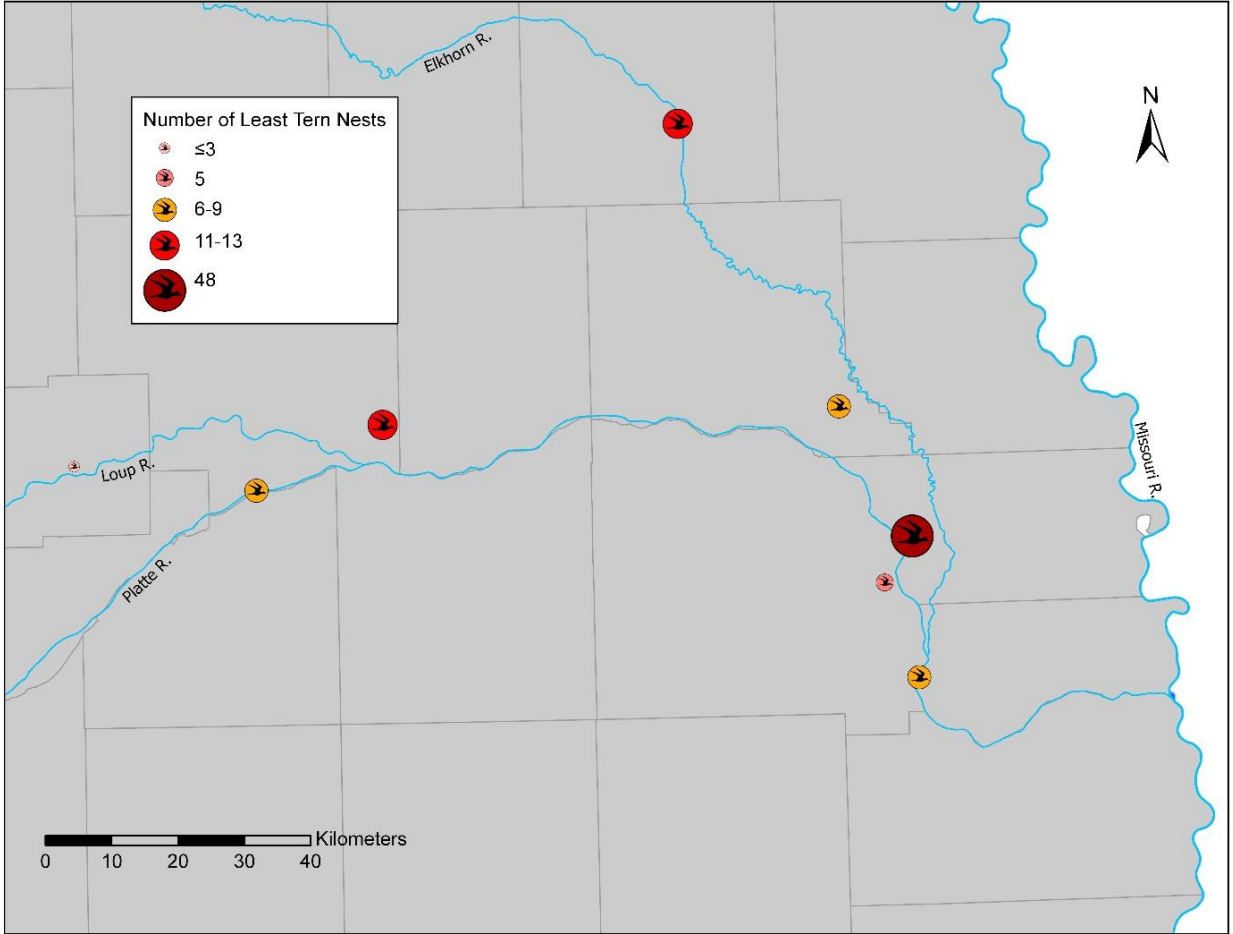 Elkhorn R.
N
Number of Least Tern Nests
≤3
5
6-9
11-13
48
Loup R.
Missouri R.
Platte R.
Kilometers
0 10 20 30 40